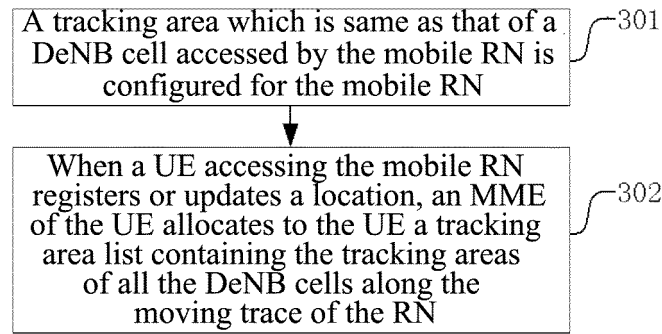 A tracking area which is same as that of a
DeNB cell accessed by the mobile RN is
configured for the mobile RN
301
When a UE accessing the mobile RN
registers or updates a location, an MME
of the UE allocates to the UE a tracking
area list containing the tracking areas
of all the DeNB cells along the
moving trace of the RN
302